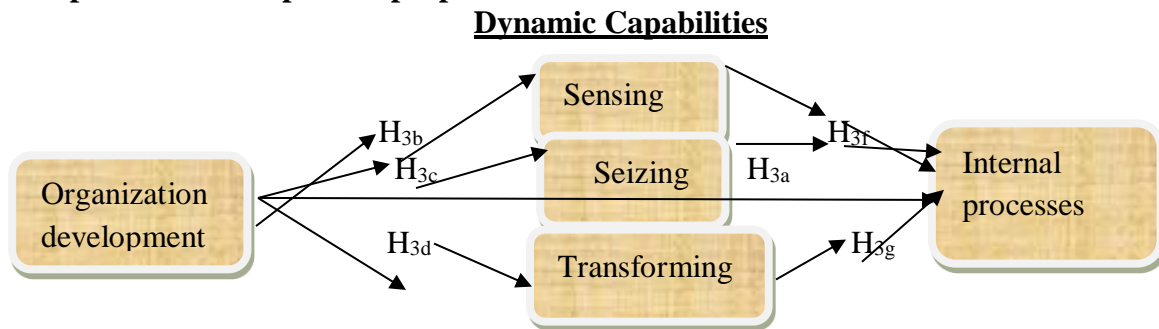 Dynamic Capabilities
Sensing
H3b
H3f
H3c
Seizing
H3a
Organization
development
Internal
processes
H3d
Transforming
H3g